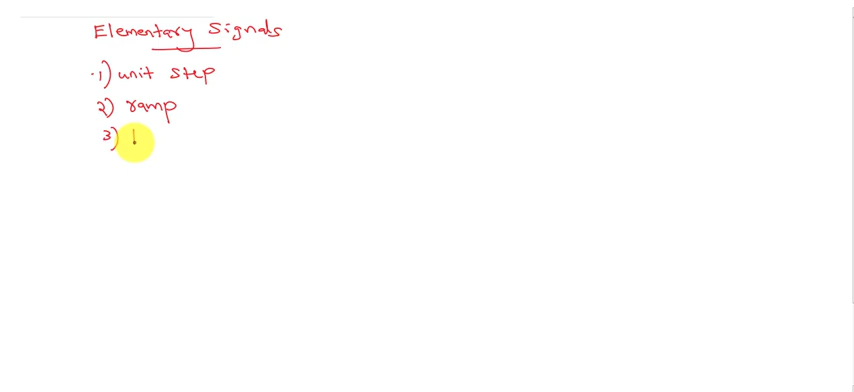 Elementary Signals
1) unit step
2) ramp
3)